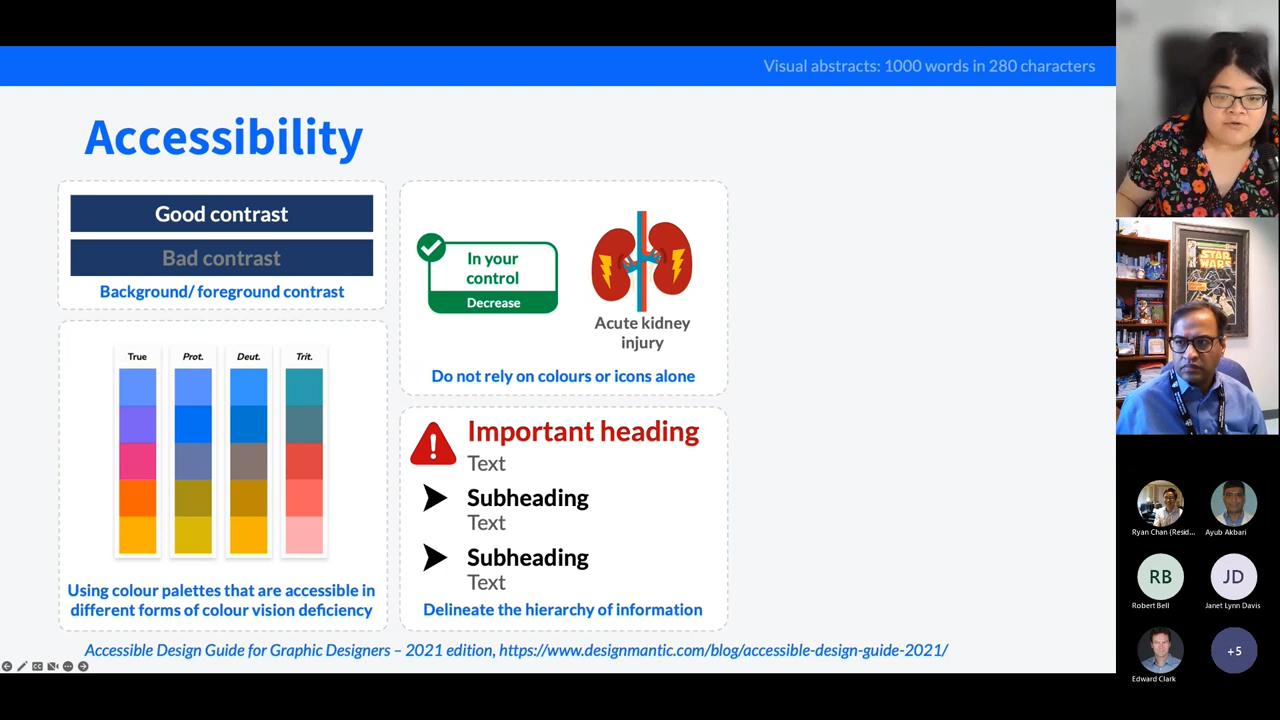 Visual abstracts: 1000 words in 280 characters
Accessibility
Good contrast
Bad contrast
Background/ foreground contrast
True
Prot.
Deut.
Trit.
Using colour palettes that are accessible in
different forms of colour vision deficiency
In your
control
Decrease
Acute kidney
injury
Do not rely on colours or icons alone
Important heading
Text
Subheading
Text
Subheading
Text
Delineate the hierarchy of information
Accessible Design Guide for Graphic Designers – 2021 edition, https://www.designmantic.com/blog/accessible-design-guide-2021/
STAR
WARS
Ryan Chan (Resid...
Ayub Akbari
RB
JD
Robert Bell
Janet Lynn Davis
Edward Clark
+5